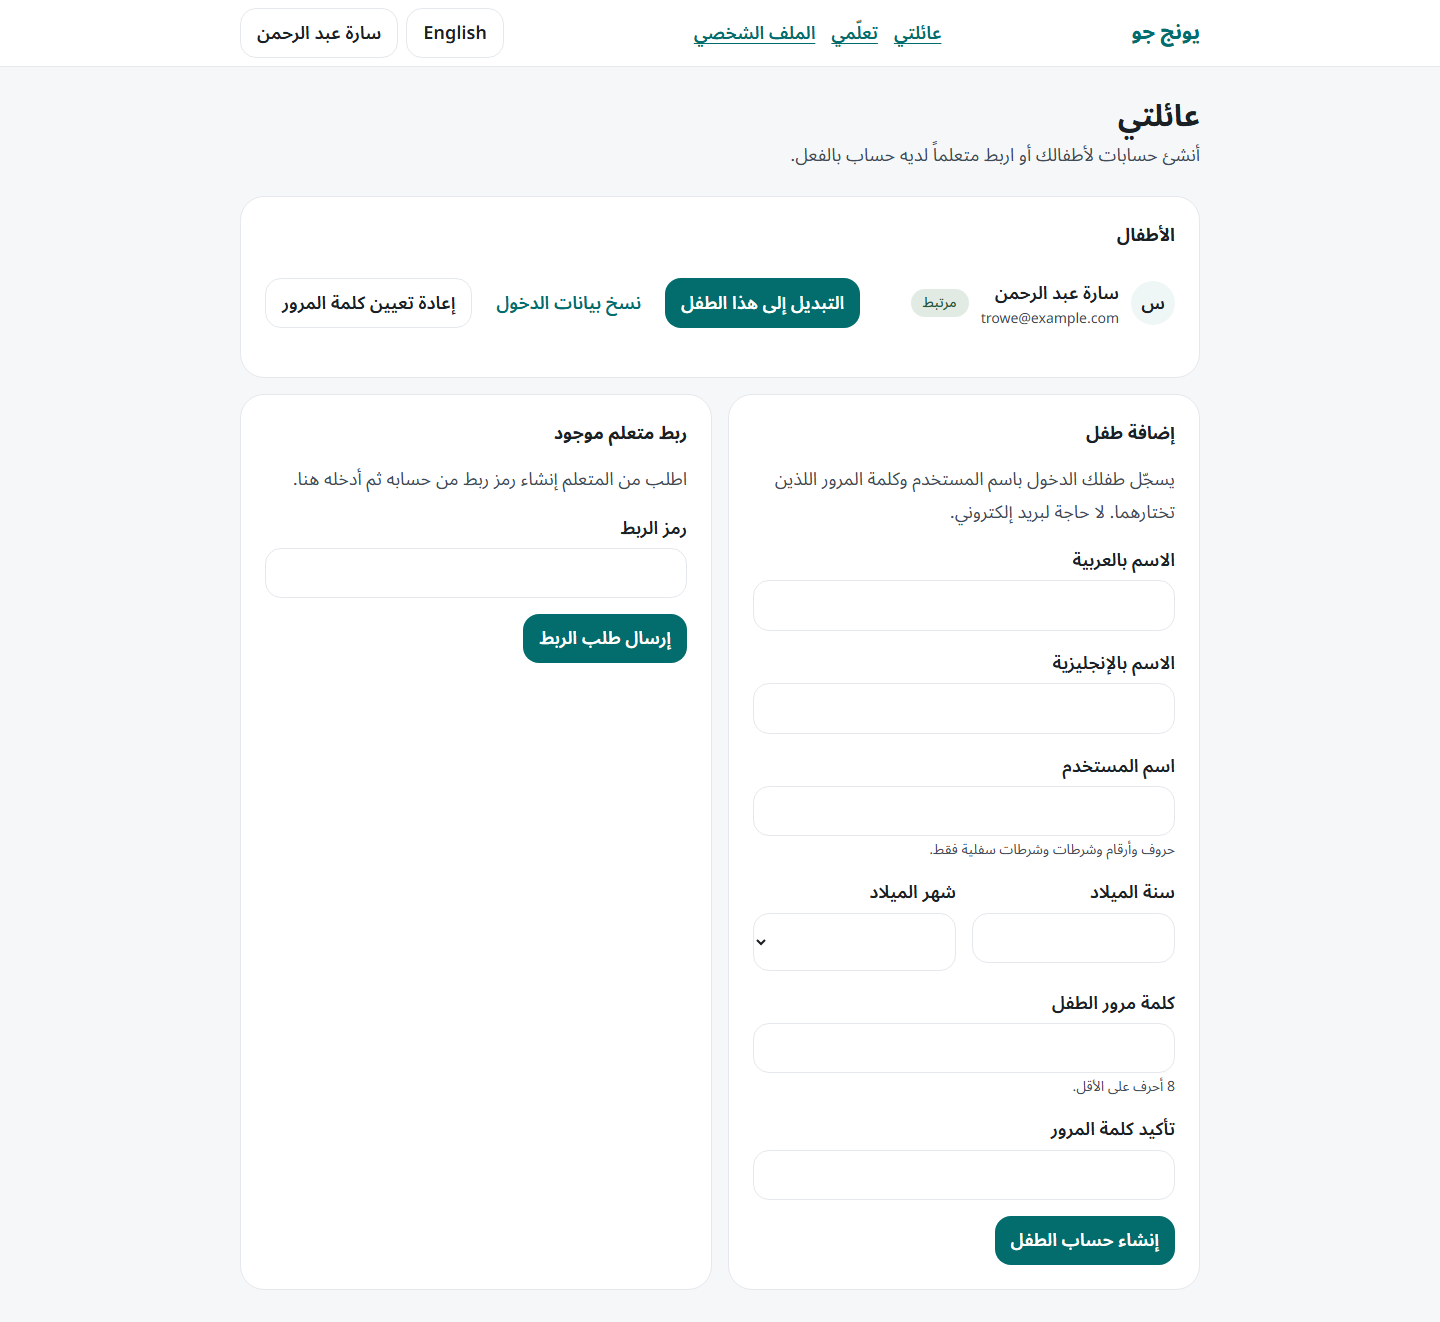 يونج جو
عائلتي
تعلّمي
الملف الشخصي
English
سارة عبد الرحمن
عائلتي
أنشئ حسابات لأطفالك أو اربط متعلماً لديه حساب بالفعل.
الأطفال
س
سارة عبد الرحمن
trowe@example.com
مرتبط
التبديل إلى هذا الطفل
نسخ بيانات الدخول
إعادة تعيين كلمة المرور
إضافة طفل
يسجّل طفلك الدخول باسم المستخدم وكلمة المرور اللذين
تختارهما. لا حاجة لبريد إلكتروني.
الاسم بالعربية
الاسم بالإنجليزية
اسم المستخدم
حروف وأرقام وشرطات وشرطات سفلية فقط.
سنة الميلاد
شهر الميلاد
كلمة مرور الطفل
8 أحرف على الأقل.
تأكيد كلمة المرور
إنشاء حساب الطفل
ربط متعلم موجود
اطلب من المتعلم إنشاء رمز ربط من حسابه ثم أدخله هنا.
رمز الربط
إرسال طلب الربط